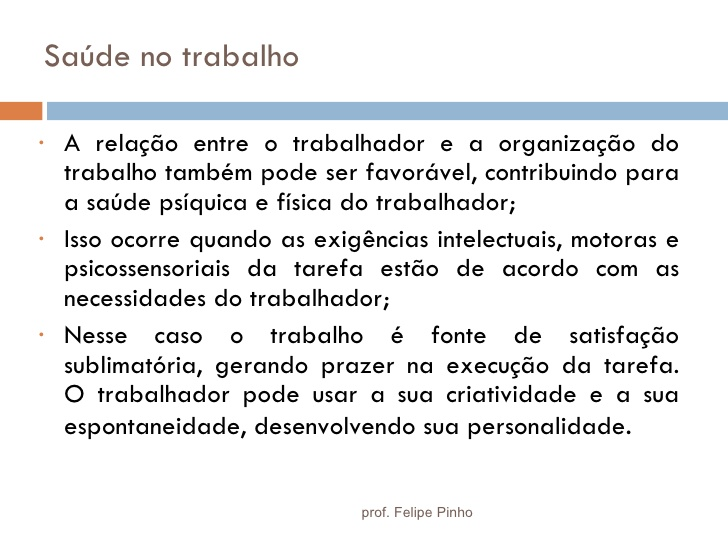 Saúde no trabalho
• A relação entre o trabalhador e a organização do
trabalho também pode ser favorável, contribuindo para
a saúde psíquica e física do trabalhador;
• Isso ocorre quando as exigências intelectuais, motoras e
psicossensoriais da tarefa estão de acordo com as
necessidades do trabalhador;
• Nesse caso o trabalho é fonte de satisfação
sublimatória, gerando prazer na execução da tarefa.
O trabalhador pode usar a sua criatividade e a sua
espontaneidade, desenvolvendo sua personalidade.
prof. Felipe Pinho